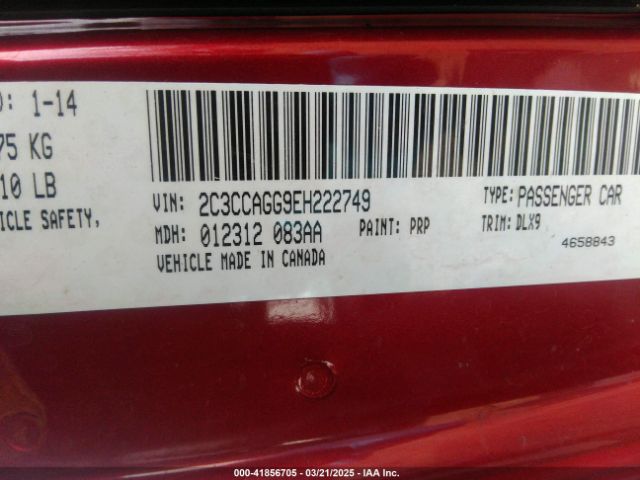 : 1-14
75 KG
10 LB
ICLE SAFETY,
VIN: 2C3CCAGG9EH222749
TYPE: PASSENGER CAR
MDH: 012312 083AA PAINT: PRP TRIM: DLX9
VEHICLE MADE IN CANADA
4658843
000-41856705 — 03/21/2025 — IAA Inc.